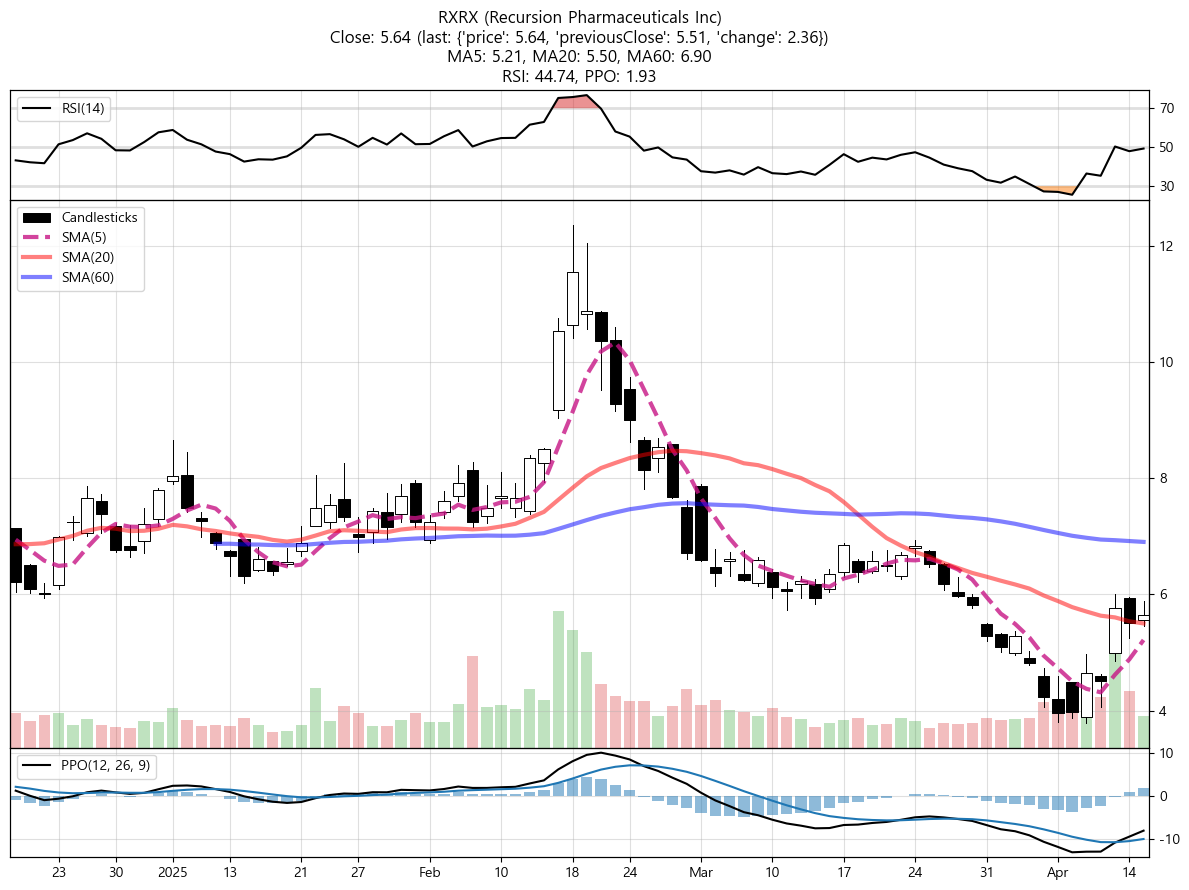 RXRX (Recursion Pharmaceuticals Inc)
Close: 5.64 (last: {'price': 5.64, 'previousClose': 5.51, 'change': 2.36})
MA5: 5.21, MA20: 5.50, MA60: 6.90
RSI: 44.74, PPO: 1.93
RSI(14)
70
50
30
Candlesticks
SMA(5)
SMA(20)
SMA(60)
12
10
8
6
4
PPO(12, 26, 9)
10
0
-10
23 30 2025 13 21 27 Feb 10 18 24 Mar 10 17 24 31 Apr 14